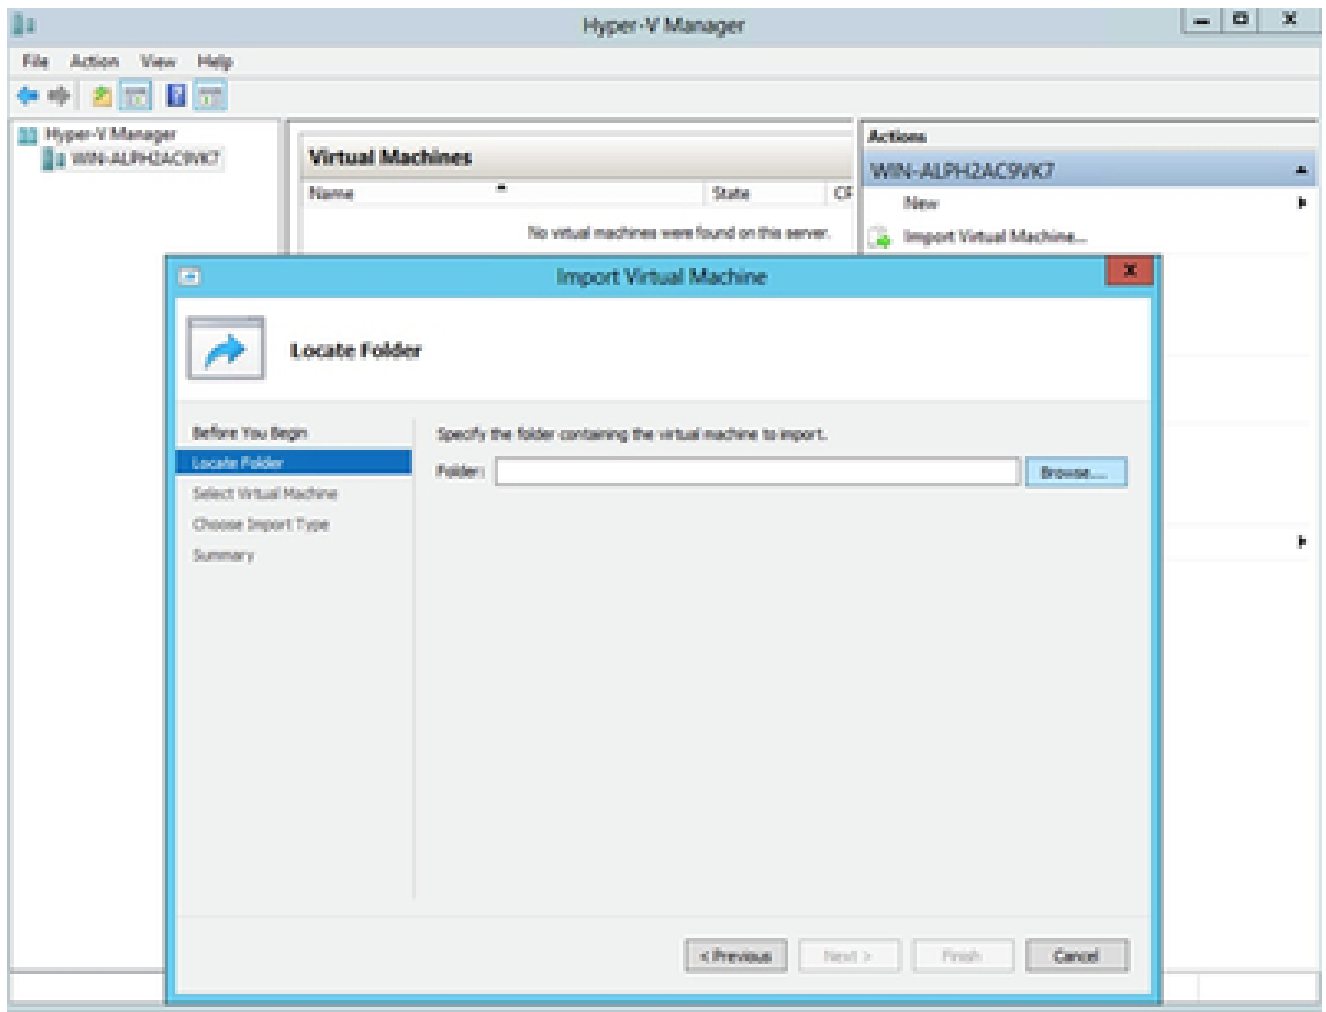 Hyper-V Manager
File Action View Help
Hyper-V Manager
WIN-ALPH2AC9VK7
Virtual Machines
Name State CP
No virtual machines were found on this server.
Actions
WIN-ALPH2AC9VK7
New
Import Virtual Machine...
Import Virtual Machine
Locate Folder
Before You Begin
Locate Folder
Select Virtual Machine
Choose Import Type
Summary
Specify the folder containing the virtual machine to import.
Folder: Browse...
< Previous Next > Finish Cancel